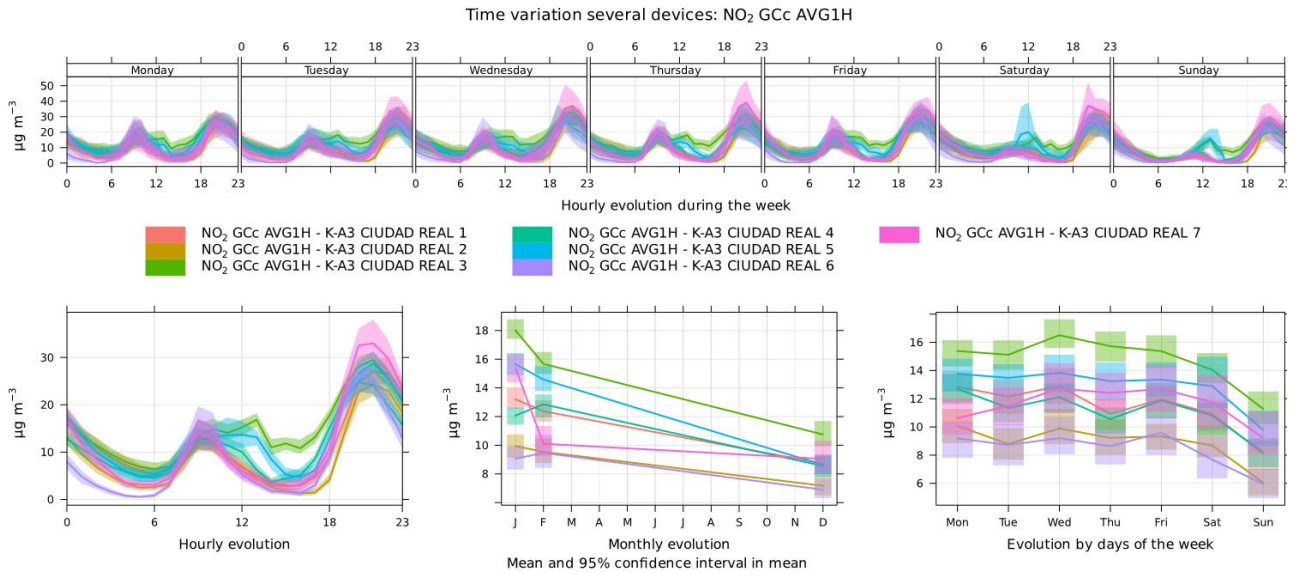 Time variation several devices: NO₂ GCc AVG1H
0 6 12 18 23
0 6 12 18 23
0 6 12 18 23
Monday Tuesday Wednesday Thursday Friday Saturday Sunday
50
40
30
20
10
0
µg m⁻³
0 6 12 18 23
0 6 12 18 23
0 6 12 18 23
0 6 12 18 23
Hourly evolution during the week
NO₂ GCc AVG1H - K-A3 CIUDAD REAL 1
NO₂ GCc AVG1H - K-A3 CIUDAD REAL 2
NO₂ GCc AVG1H - K-A3 CIUDAD REAL 3
NO₂ GCc AVG1H - K-A3 CIUDAD REAL 4
NO₂ GCc AVG1H - K-A3 CIUDAD REAL 5
NO₂ GCc AVG1H - K-A3 CIUDAD REAL 6
NO₂ GCc AVG1H - K-A3 CIUDAD REAL 7
µg m⁻³
30
20
10
0
0 6 12 18 23
Hourly evolution
µg m⁻³
18
16
14
12
10
8
J F M A M J J A S O N D
Monthly evolution
µg m⁻³
16
14
12
10
8
6
Mon Tue Wed Thu Fri Sat Sun
Evolution by days of the week
Mean and 95% confidence interval in mean